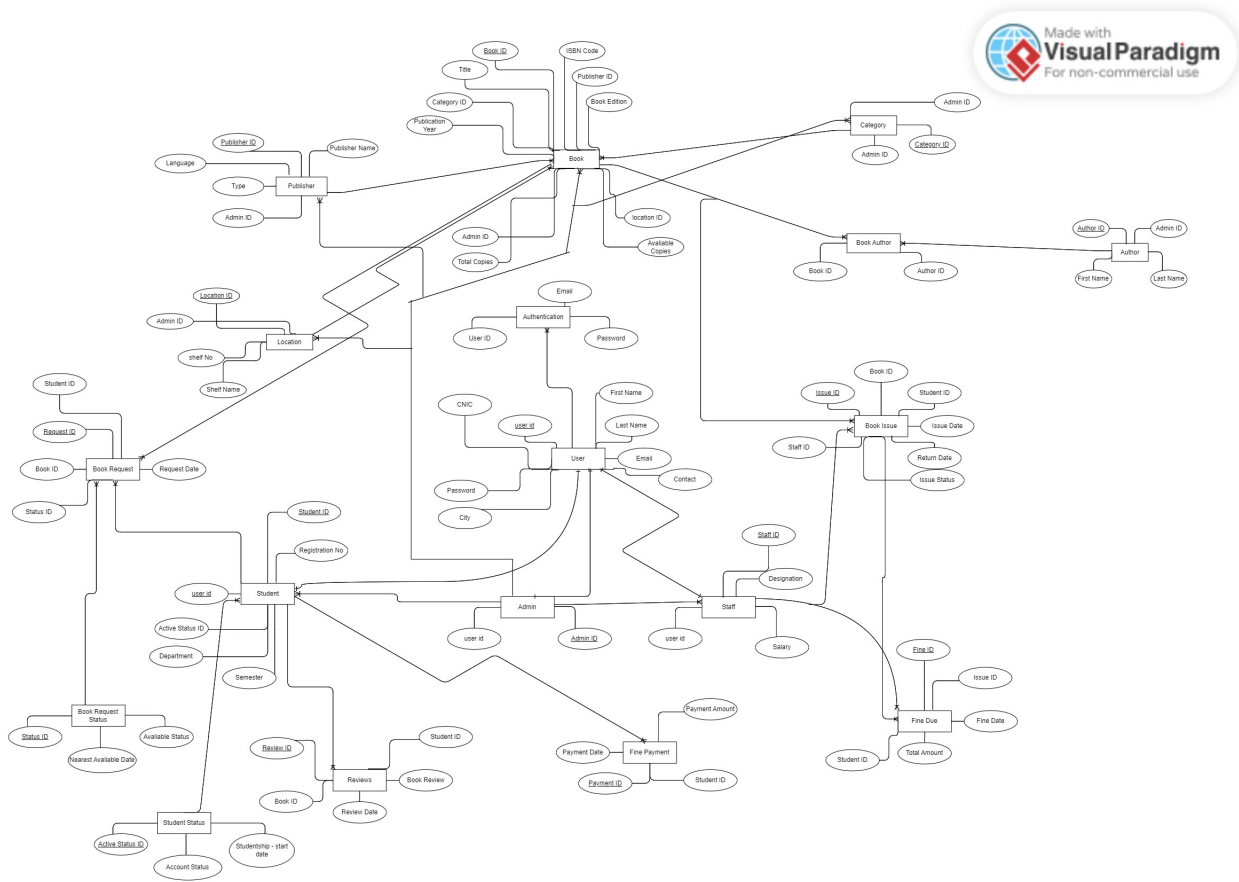 Made with
Visual Paradigm
For non-commercial use
Book ID
ISBN Code
Title
Publisher ID
Category ID
Book Edition
Publication
Year
Book
Admin ID
Total Copies
location ID
Avaliable
Copies
Admin ID
Category
Admin ID
Category ID
Publisher ID
Publisher Name
Language
Type
Publisher
Admin ID
Book Author
Book ID
Author ID
Author ID
Admin ID
Author
First Name
Last Name
Location ID
Admin ID
Location
shelf No
Shelf Name
Email
Authentication
User ID
Password
Student ID
Request ID
Book Request
Book ID
Request Date
Status ID
CNIC
First Name
user id
Last Name
User
Email
Contact
Password
City
Book ID
Issue ID
Student ID
Book Issue
Issue Date
Staff ID
Return Date
Issue Status
Student ID
Registration No
user id
Student
Active Status ID
Department
Semester
Admin
user id
Admin ID
Staff ID
Designation
Staff
user id
Salary
Fine ID
Issue ID
Fine Due
Fine Date
Student ID
Total Amount
Book Request
Status
Status ID
Avaliable Status
Nearest Avaliable Date
Review ID
Student ID
Reviews
Book Review
Book ID
Review Date
Payment Amount
Payment Date
Fine Payment
Payment ID
Student ID
Student Status
Active Status ID
Account Status
Studentship - start
date